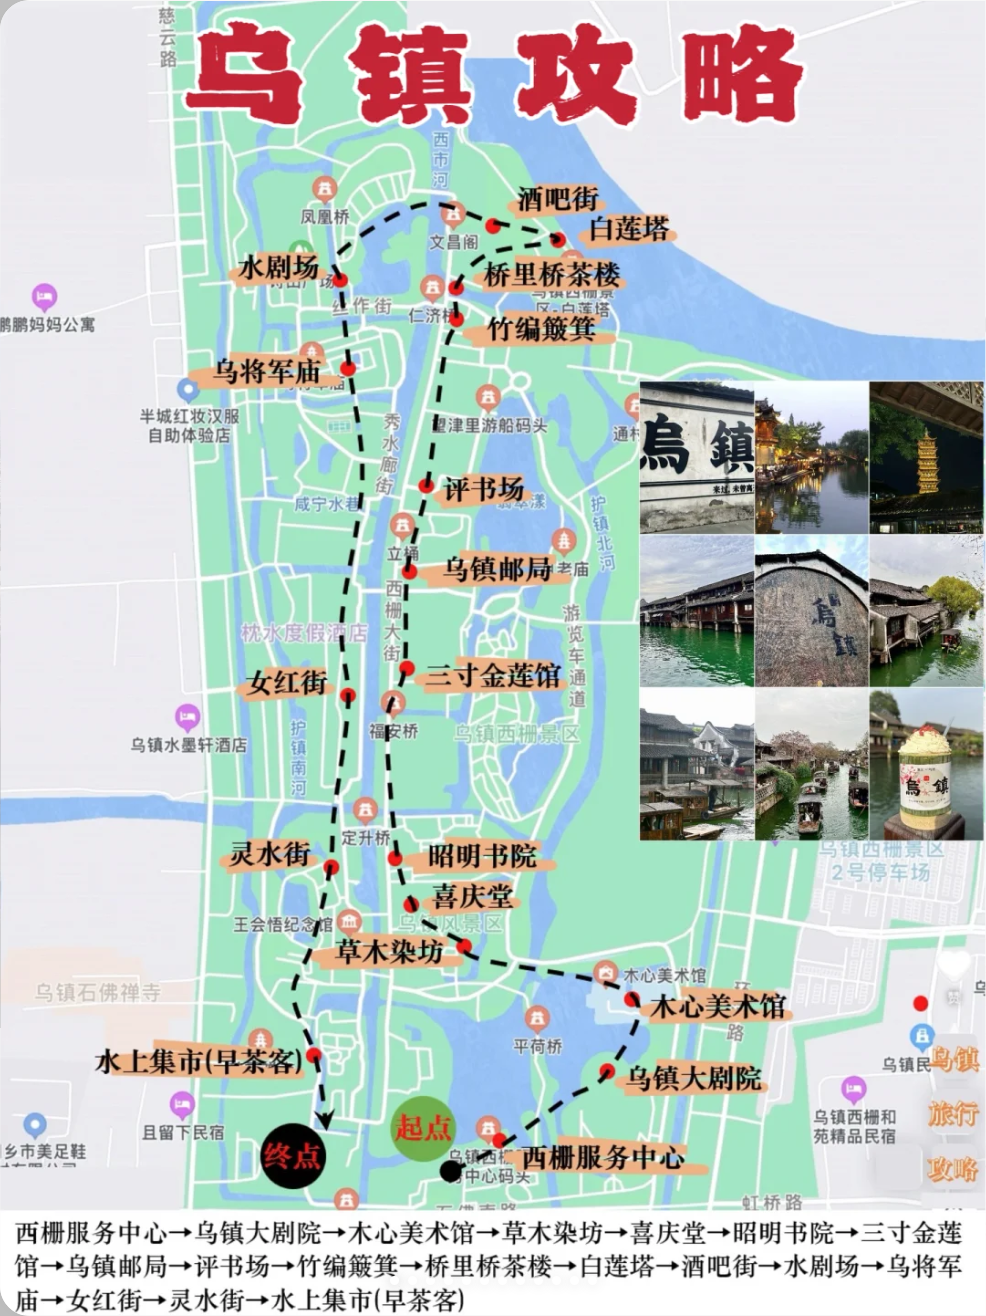 慈云路
乌镇攻略
西市河
凤凰桥
酒吧街
文昌阁
白莲塔
水剧场
桥里桥茶楼
红作街
仁济桥
乌镇西栅景
区-白莲塔
竹编簸箕
鹏鹏妈妈公寓
乌将军庙
半城红妆汉服
自助体验店
望津里游船码头
通村
烏鎮
秀水廊街
评书场
咸宁水巷
护镇北河
立桶
乌镇邮局
老庙
西栅大街
游览车通道
枕水度假酒店
三寸金莲馆
女红街
福安桥
乌镇西栅景区
乌镇水墨轩酒店
护镇南河
烏鎮
烏鎮
定升桥
灵水街
昭明书院
乌镇西栅景区
2号停车场
喜庆堂
王会悟纪念馆
乌镇风景区
草木染坊
木心美术馆
木心美术馆
环路
乌镇石佛禅寺
平荷桥
水上集市(早茶客)
乌镇大剧院
乌镇民
乌镇
旅行
攻略
且留下民宿
起点
乌镇西栅和
苑精品民宿
乡市美足鞋
终点
西栅服务中心
中心码头
虹桥路
西栅服务中心→乌镇大剧院→木心美术馆→草木染坊→喜庆堂→昭明书院→三寸金莲
馆→乌镇邮局→评书场→竹编簸箕→桥里桥茶楼→白莲塔→酒吧街→水剧场→乌将军
庙→女红街→灵水街→水上集市(早茶客)